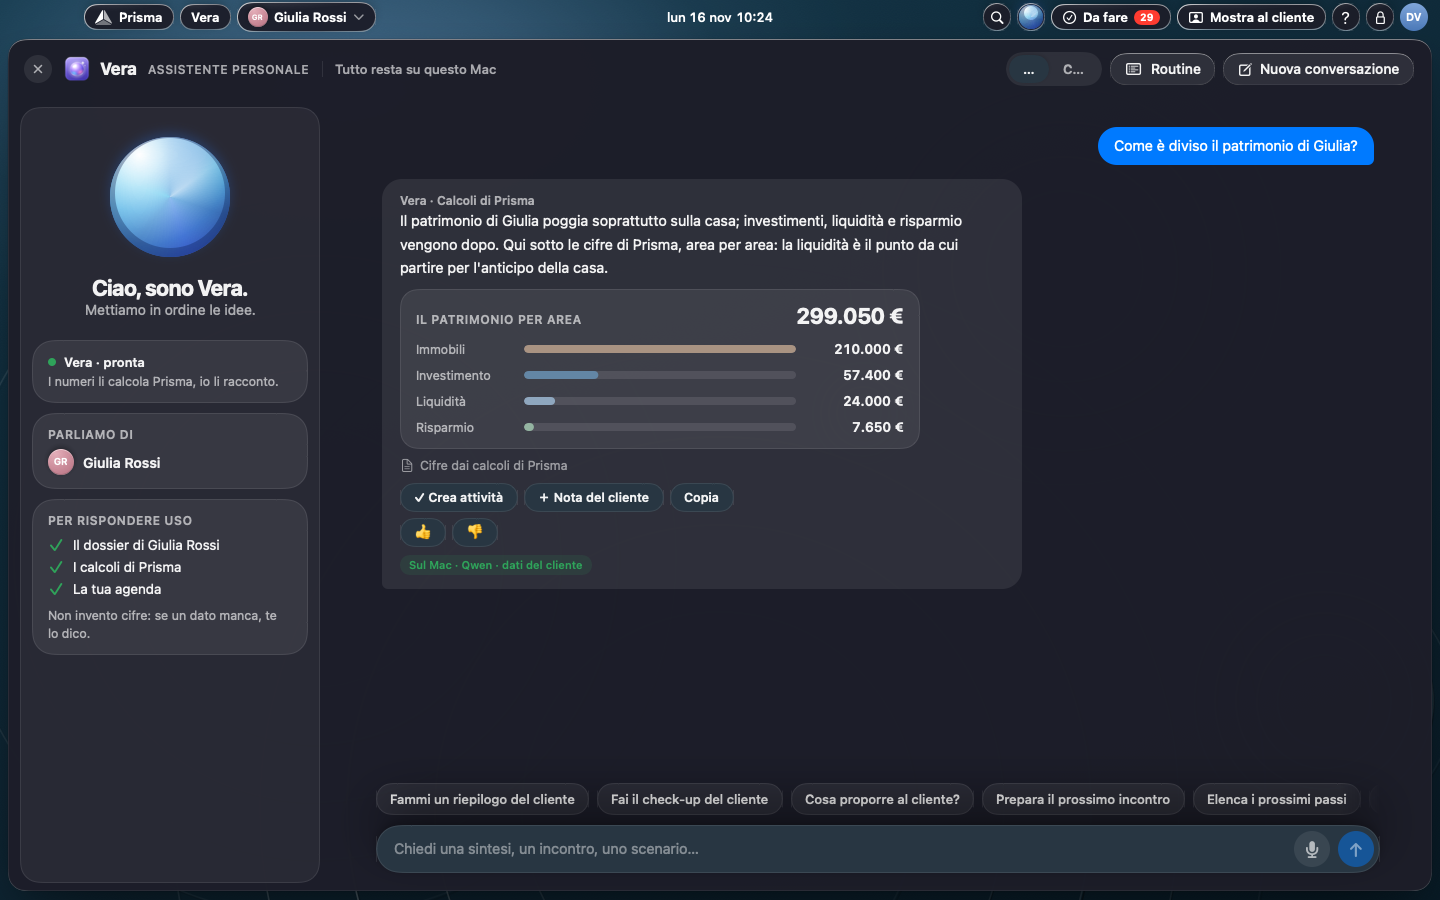 Prisma
Vera
GR Giulia Rossi
lun 16 nov 10:24
Da fare 29
Mostra al cliente
?
DV
Vera ASSISTENTE PERSONALE
Tutto resta su questo Mac
...
C...
Routine
Nuova conversazione
Ciao, sono Vera.
Mettiamo in ordine le idee.
Vera · pronta
I numeri li calcola Prisma, io li racconto.
PARLIAMO DI
GR Giulia Rossi
PER RISPONDERE USO
Il dossier di Giulia Rossi
I calcoli di Prisma
La tua agenda
Non invento cifre: se un dato manca, te
lo dico.
Come è diviso il patrimonio di Giulia?
Vera · Calcoli di Prisma
Il patrimonio di Giulia poggia soprattutto sulla casa; investimenti, liquidità e risparmio
vengono dopo. Qui sotto le cifre di Prisma, area per area: la liquidità è il punto da cui
partire per l'anticipo della casa.
IL PATRIMONIO PER AREA 299.050 €
Immobili 210.000 €
Investimento 57.400 €
Liquidità 24.000 €
Risparmio 7.650 €
Cifre dai calcoli di Prisma
Crea attività
Nota del cliente
Copia
Sul Mac · Qwen · dati del cliente
Fammi un riepilogo del cliente
Fai il check-up del cliente
Cosa proporre al cliente?
Prepara il prossimo incontro
Elenca i prossimi passi
Chiedi una sintesi, un incontro, uno scenario...